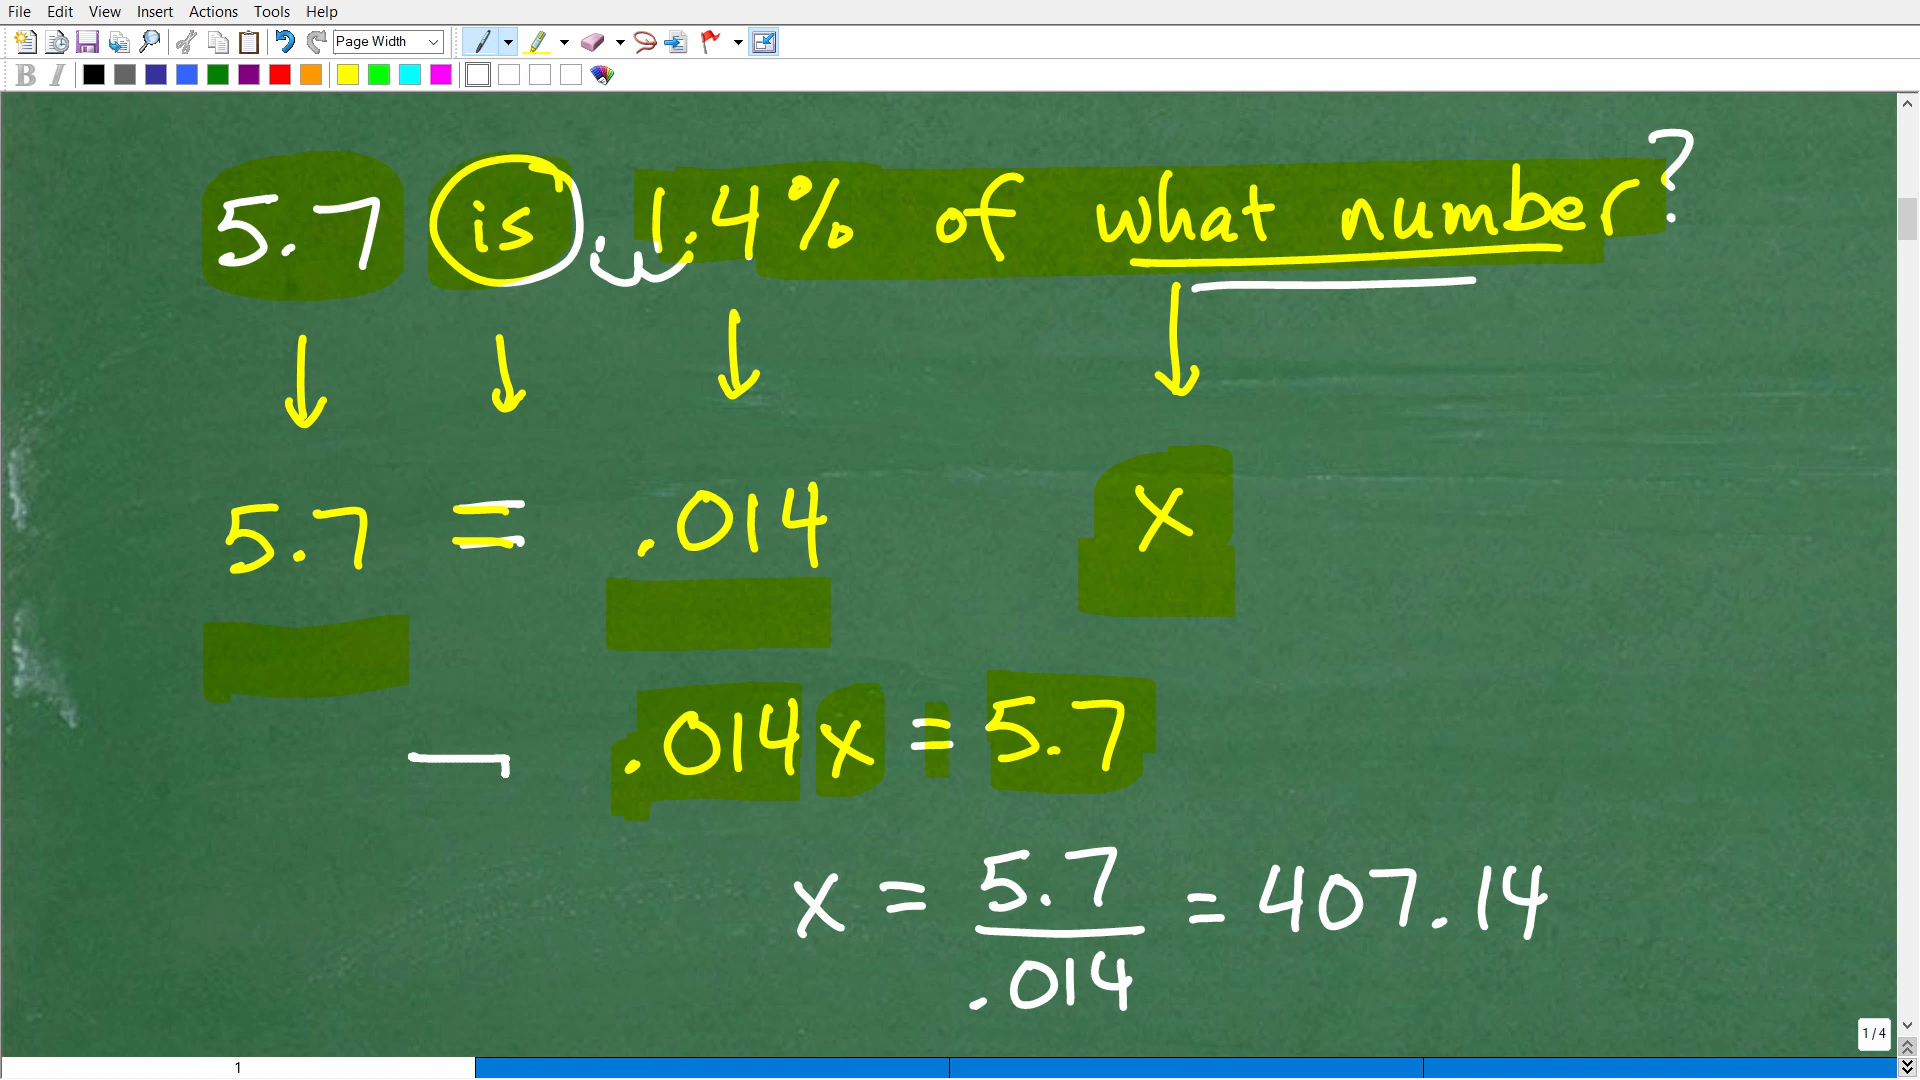 File Edit View Insert Actions Tools Help
Page Width
B I
5.7 is 1.4% of what number?
5.7 = .014 x
.014x = 5.7
x = 5.7/.014 = 407.14
1 / 4
1